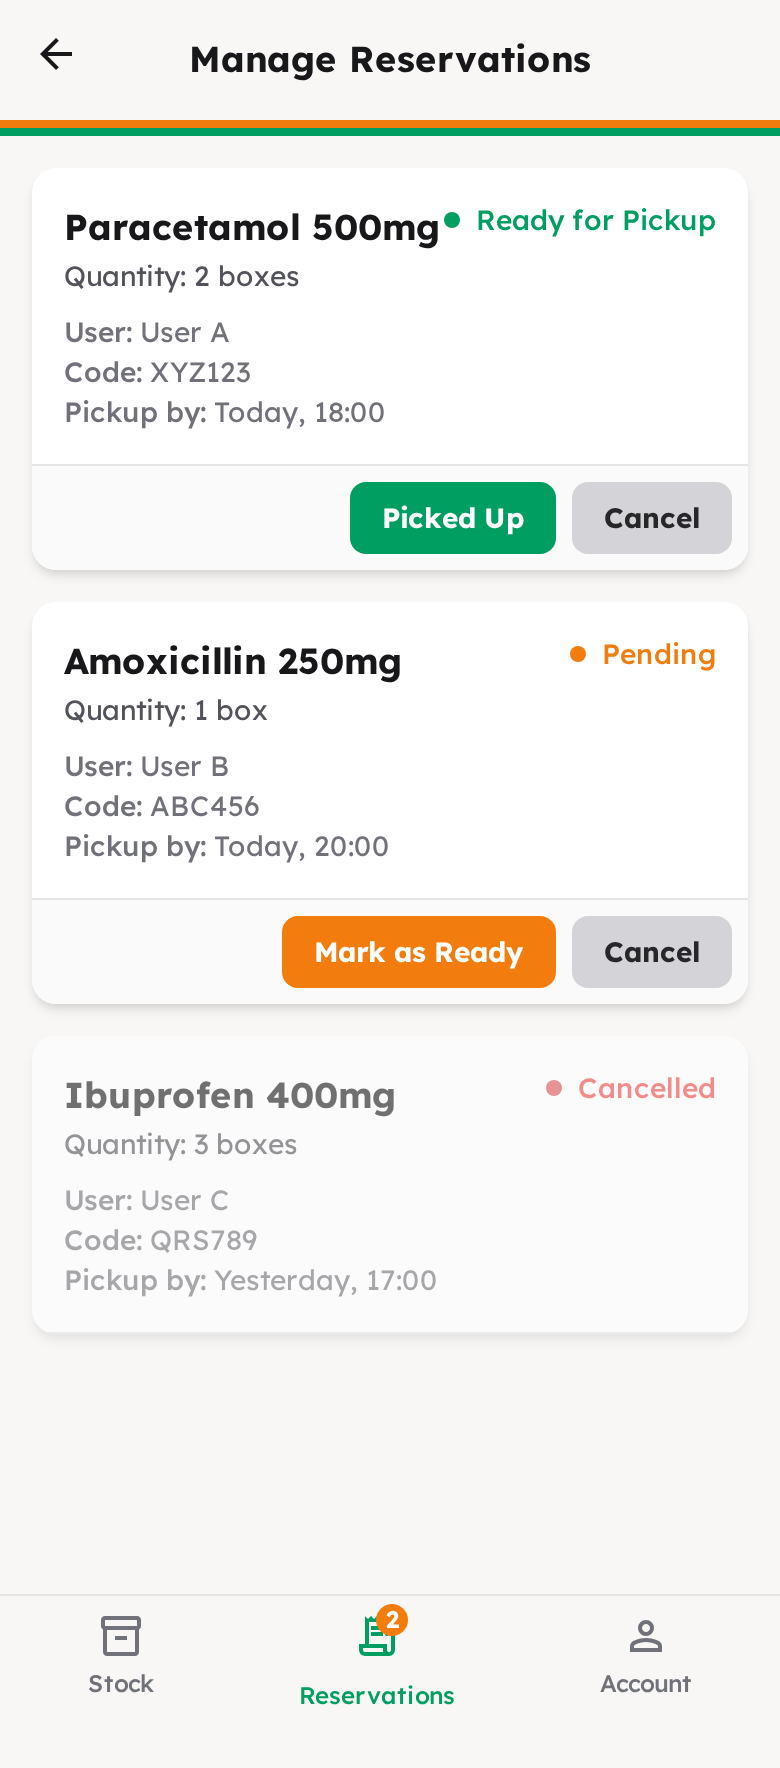 Manage Reservations
Paracetamol 500mg
Ready for Pickup
Quantity: 2 boxes
User: User A
Code: XYZ123
Pickup by: Today, 18:00
Picked Up
Cancel
Amoxicillin 250mg
Pending
Quantity: 1 box
User: User B
Code: ABC456
Pickup by: Today, 20:00
Mark as Ready
Cancel
Ibuprofen 400mg
Cancelled
Quantity: 3 boxes
User: User C
Code: QRS789
Pickup by: Yesterday, 17:00
2
Stock
Reservations
Account